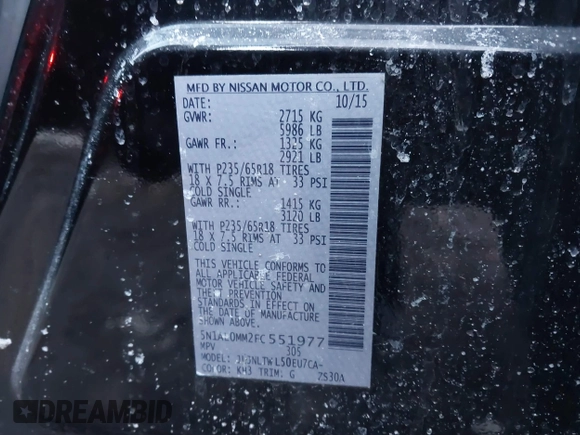 MFD BY NISSAN MOTOR CO., LTD.
DATE: 10/15
GVWR: 2715 KG
5986 LB
GAWR FR.: 1325 KG
2921 LB
WITH P235/65R18 TIRES
18 X 7.5 RIMS AT 33 PSI
COLD SINGLE
GAWR RR.: 1415 KG
3120 LB
WITH P235/65R18 TIRES
18 X 7.5 RIMS AT 33 PSI
COLD SINGLE
THIS VEHICLE CONFORMS TO
ALL APPLICABLE FEDERAL
MOTOR VEHICLE SAFETY AND
PREVENTION
STANDARDS IN EFFECT ON
THE DATE OF MANUFACTURE
SHOWN ABOVE.
5N1AL0MM2FC551977
MPV 305
MODEL:
COLOR: KH3 TRIM: G 7S30A
DREAMBID